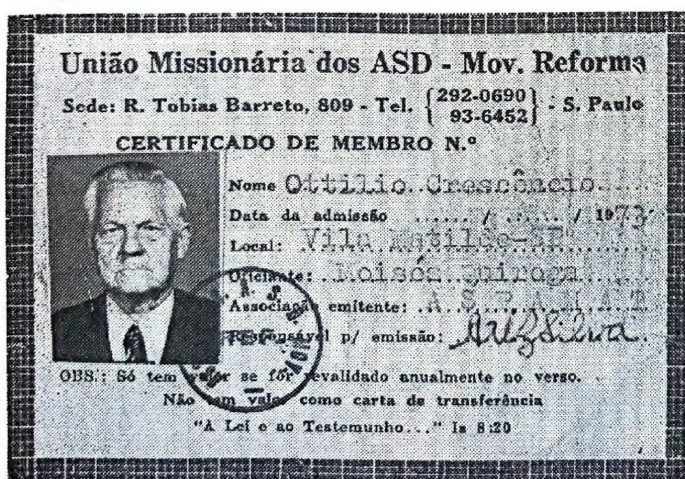 União Missionária dos ASD - Mov. Reforma
Sede: R. Tobias Barreto, 809 - Tel. {292-0690} - S. Paulo
93-6452
CERTIFICADO DE MEMBRO N.º
Nome Ottilio Crescêncio
Data da admissão ...... / ...... / 1973
Local: Vila Matilde-SP
Oficiante: Moisés Quiroga
Associação emitente: A.S.P.A.
Responsável p/ emissão:
OBS.: Só tem valor se fôr revalidado anualmente no verso.
Não tem valor como carta de transferência
"À Lei e ao Testemunho..." Is 8:20